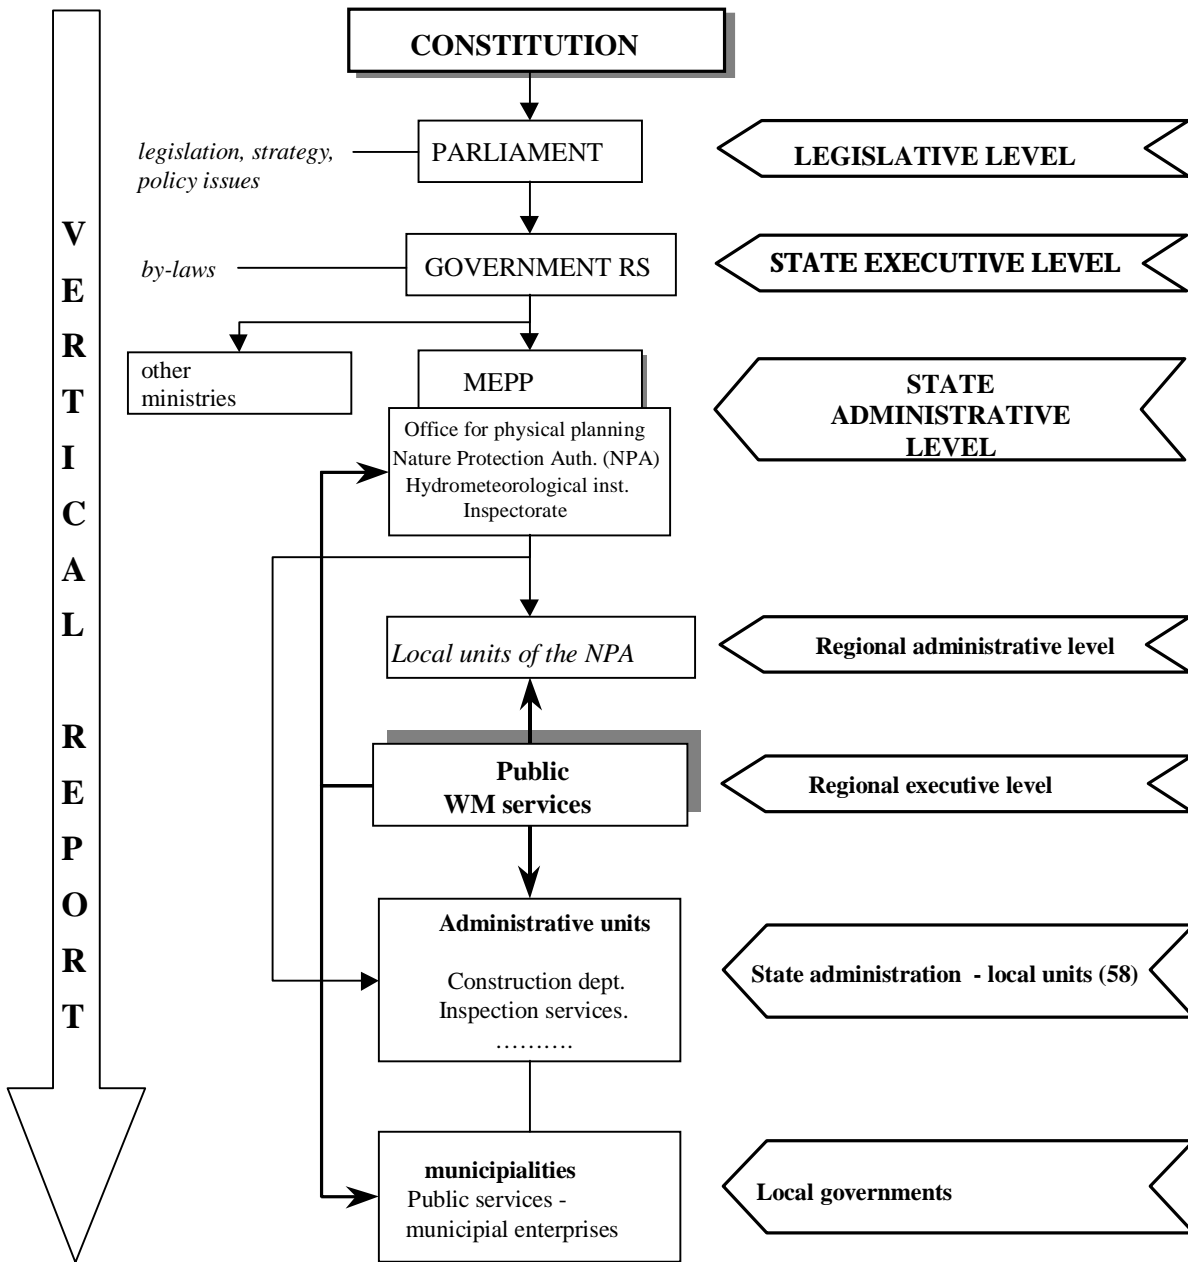 CONSTITUTION
legislation, strategy,
policy issues
PARLIAMENT
LEGISLATIVE LEVEL
by-laws
GOVERNMENT RS
STATE EXECUTIVE LEVEL
other
ministries
MEPP
Office for physical planning
Nature Protection Auth. (NPA)
Hydrometeorological inst.
Inspectorate
STATE
ADMINISTRATIVE
LEVEL
Local units of the NPA
Regional administrative level
Public
WM services
Regional executive level
Administrative units
Construction dept.
Inspection services.
……….
State administration - local units (58)
municipialities
Public services -
municipial enterprises
Local governments
VERTICAL REPORT